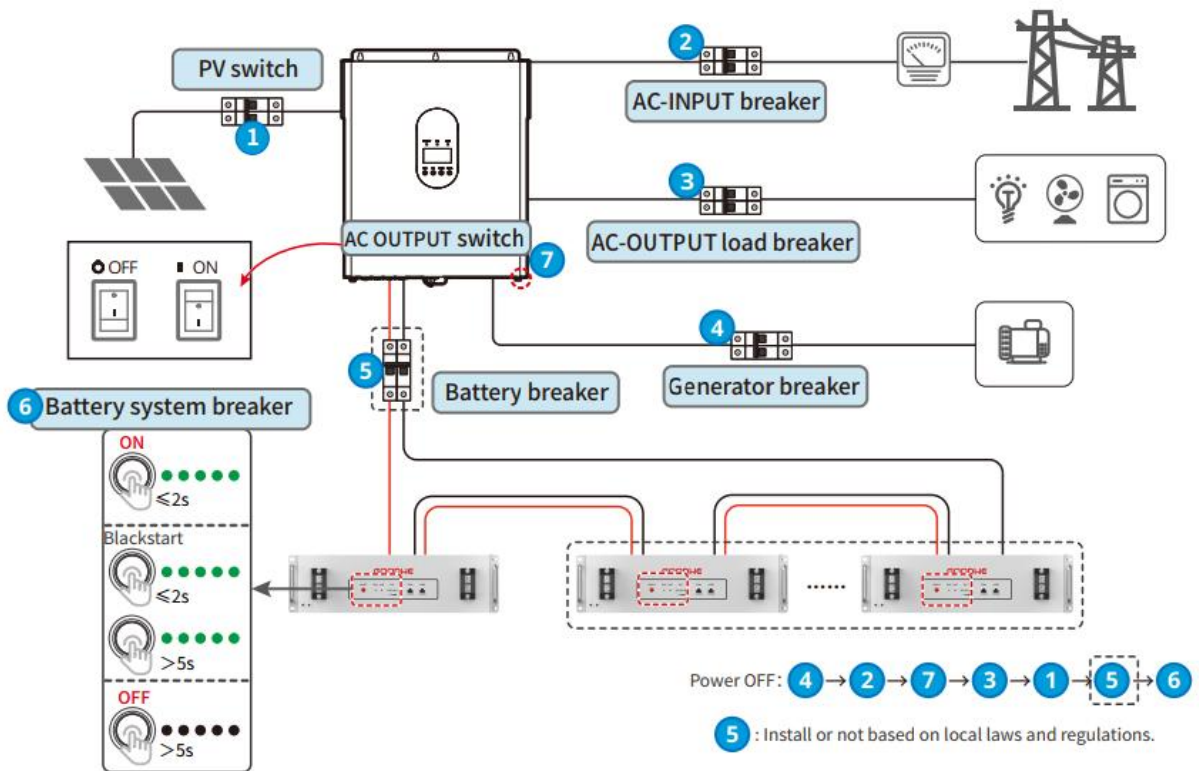 PV switch
1
2
AC-INPUT breaker
3
AC-OUTPUT load breaker
AC OUTPUT switch
7
OFF
ON
4
Generator breaker
5
Battery breaker
6 Battery system breaker
ON
≤2s
Blackstart
≤2s
>5s
OFF
>5s
......
Power OFF: 4→2→7→3→1→5→6
5 : Install or not based on local laws and regulations.